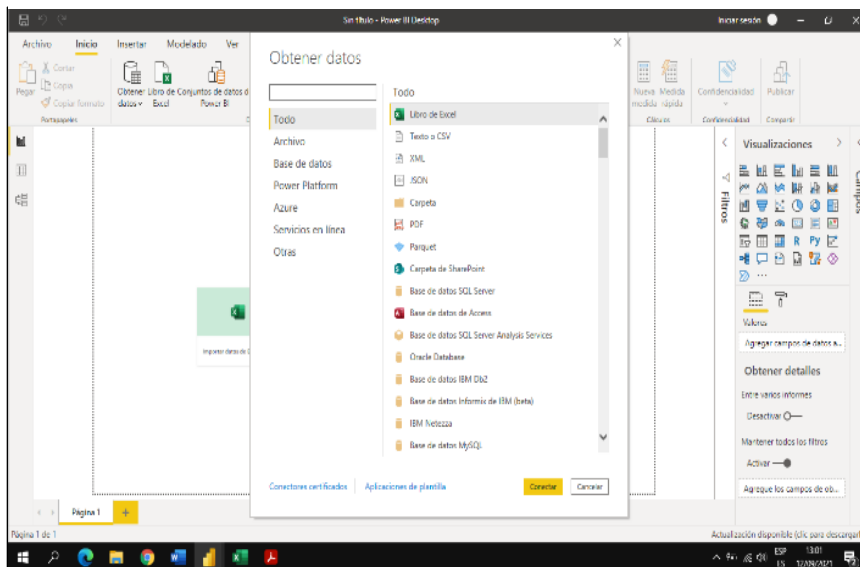 Sin título - Power BI Desktop
Iniciar sesión
Archivo
Inicio
Insertar
Modelado
Ver
Pegar
Cortar
Copiar
Copiar formato
Portapapeles
Obtener datos
Libro de Excel
Conjuntos de datos d
Power BI
Nueva medida
Medida rápida
Cálculos
Confidencialidad
Confidencialidad
Publicar
Compartir
Obtener datos
Todo
Archivo
Base de datos
Power Platform
Azure
Servicios en línea
Otras
Todo
Libro de Excel
Texto o CSV
XML
JSON
Carpeta
PDF
Parquet
Carpeta de SharePoint
Base de datos SQL Server
Base de datos de Access
Base de datos SQL Server Analysis Services
Oracle Database
Base de datos IBM Db2
Base de datos Informix de IBM (beta)
IBM Netezza
Base de datos MySQL
Conectores certificados
Aplicaciones de plantilla
Conectar
Cancelar
Importar datos de
Filtros
Visualizaciones
Campos
R
Py
Valores
Agregar campos de datos a...
Obtener detalles
Entre varios informes
Desactivar
Mantener todos los filtros
Activar
Agregue los campos de ob...
Página 1
Página 1 de 1
Actualización disponible (clic para descargar
ESP
13:01
ES
12/09/2021